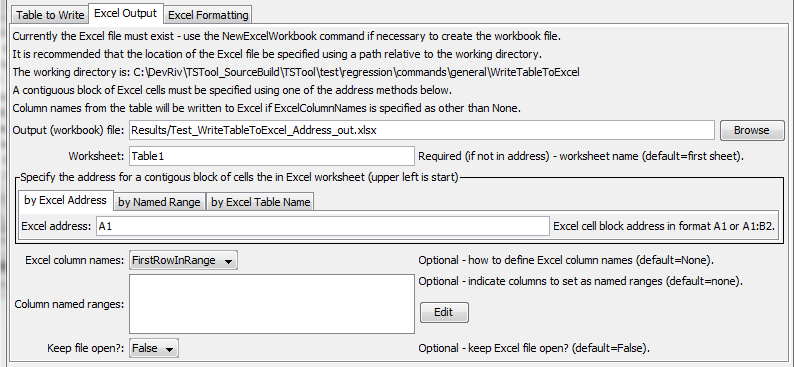 Table to Write Excel Output Excel Formatting
Currently the Excel file must exist - use the NewExcelWorkbook command if necessary to create the workbook file.
It is recommended that the location of the Excel file be specified using a path relative to the working directory.
The working directory is: C:\DevRiv\TSTool_SourceBuild\TSTool\test\regression\commands\general\WriteTableToExcel
A contiguous block of Excel cells must be specified using one of the address methods below.
Column names from the table will be written to Excel if ExcelColumnNames is specified as other than None.
Output (workbook) file: Results/Test_WriteTableToExcel_Address_out.xlsx Browse
Worksheet: Table1 Required (if not in address) - worksheet name (default=first sheet).
Specify the address for a contigous block of cells the in Excel worksheet (upper left is start)
by Excel Address by Named Range by Excel Table Name
Excel address: A1 Excel cell block address in format A1 or A1:B2.
Excel column names: FirstRowInRange Optional - how to define Excel column names (default=None).
Optional - indicate columns to set as named ranges (default=none).
Column named ranges: Edit
Keep file open?: False Optional - keep Excel file open? (default=False).